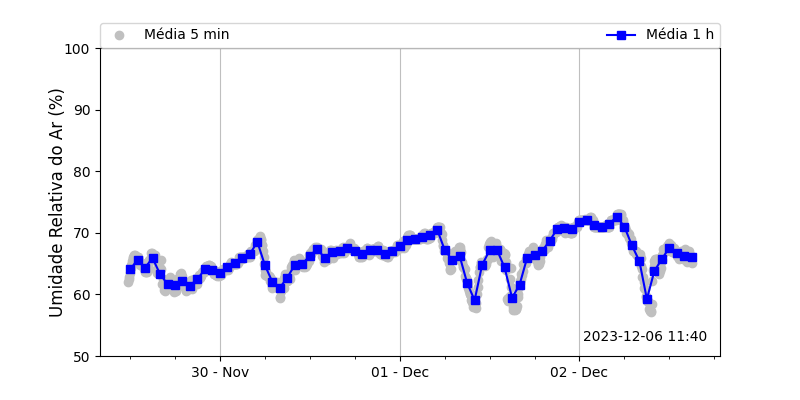 Média 5 min Média 1 h
Umidade Relativa do Ar (%)
100
90
80
70
60
50
2023-12-06 11:40
30 - Nov 01 - Dec 02 - Dec